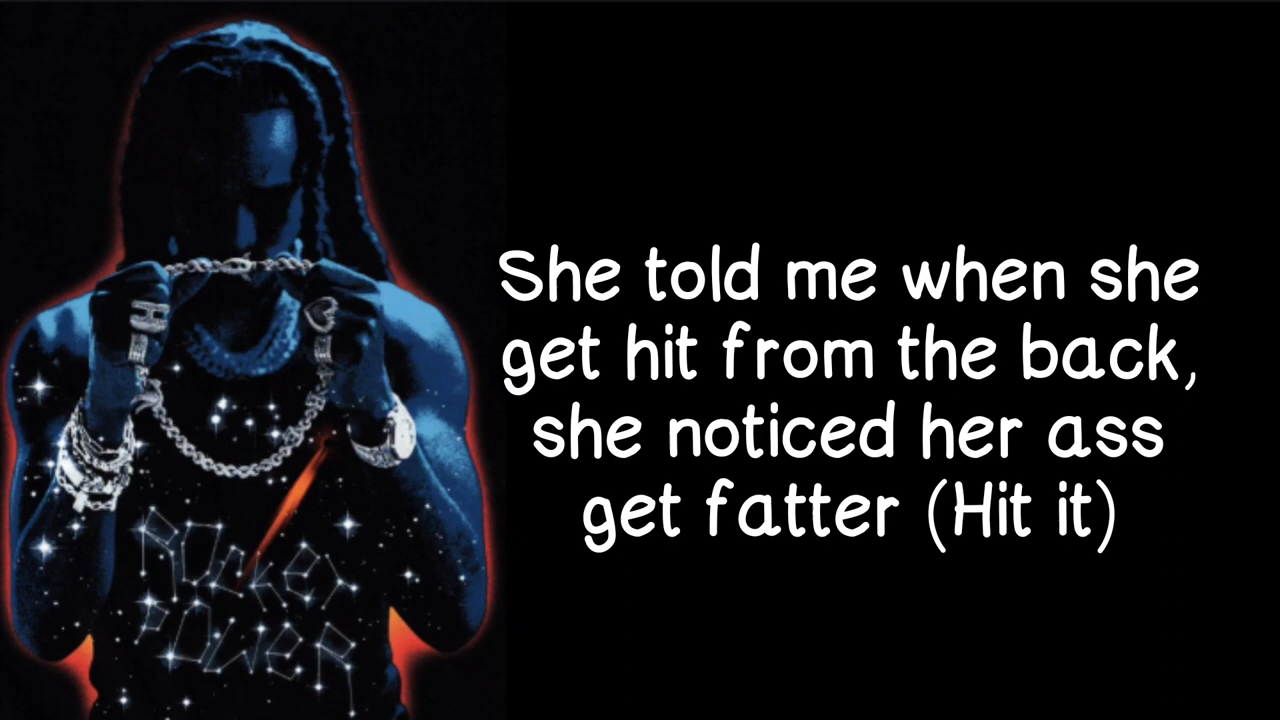 She told me when she
get hit from the back,
she noticed her ass
get fatter (Hit it)
ROCKET
POWER